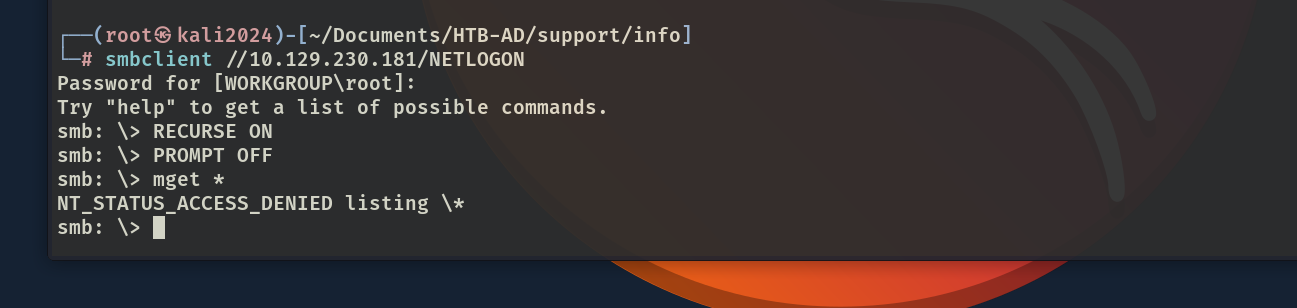 ┌──(root㉿kali2024)-[~/Documents/HTB-AD/support/info]
└─# smbclient //10.129.230.181/NETLOGON
Password for [WORKGROUP\root]:
Try "help" to get a list of possible commands.
smb: \> RECURSE ON
smb: \> PROMPT OFF
smb: \> mget *
NT_STATUS_ACCESS_DENIED listing \*
smb: \>